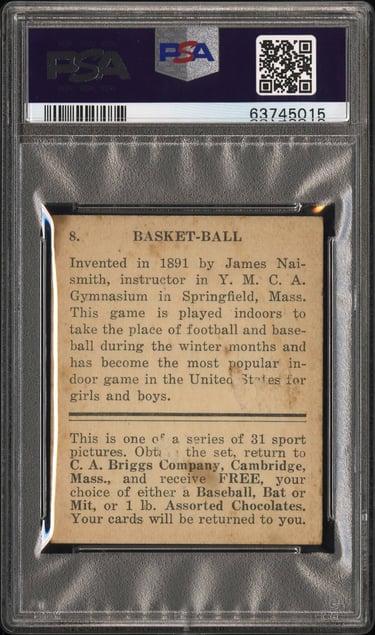 PSA
PSA
63745015
8. BASKET-BALL
Invented in 1891 by James Nai-
smith, instructor in Y. M. C. A.
Gymnasium in Springfield, Mass.
This game is played indoors to
take the place of football and base-
ball during the winter months and
has become the most popular in-
door game in the United States for
girls and boys.
This is one of a series of 31 sport
pictures. the set, return to
C. A. Briggs Company, Cambridge,
Mass., and receive FREE, your
choice of either a Baseball, Bat or
Mit, or 1 lb. Assorted Chocolates.
Your cards will be returned to you.